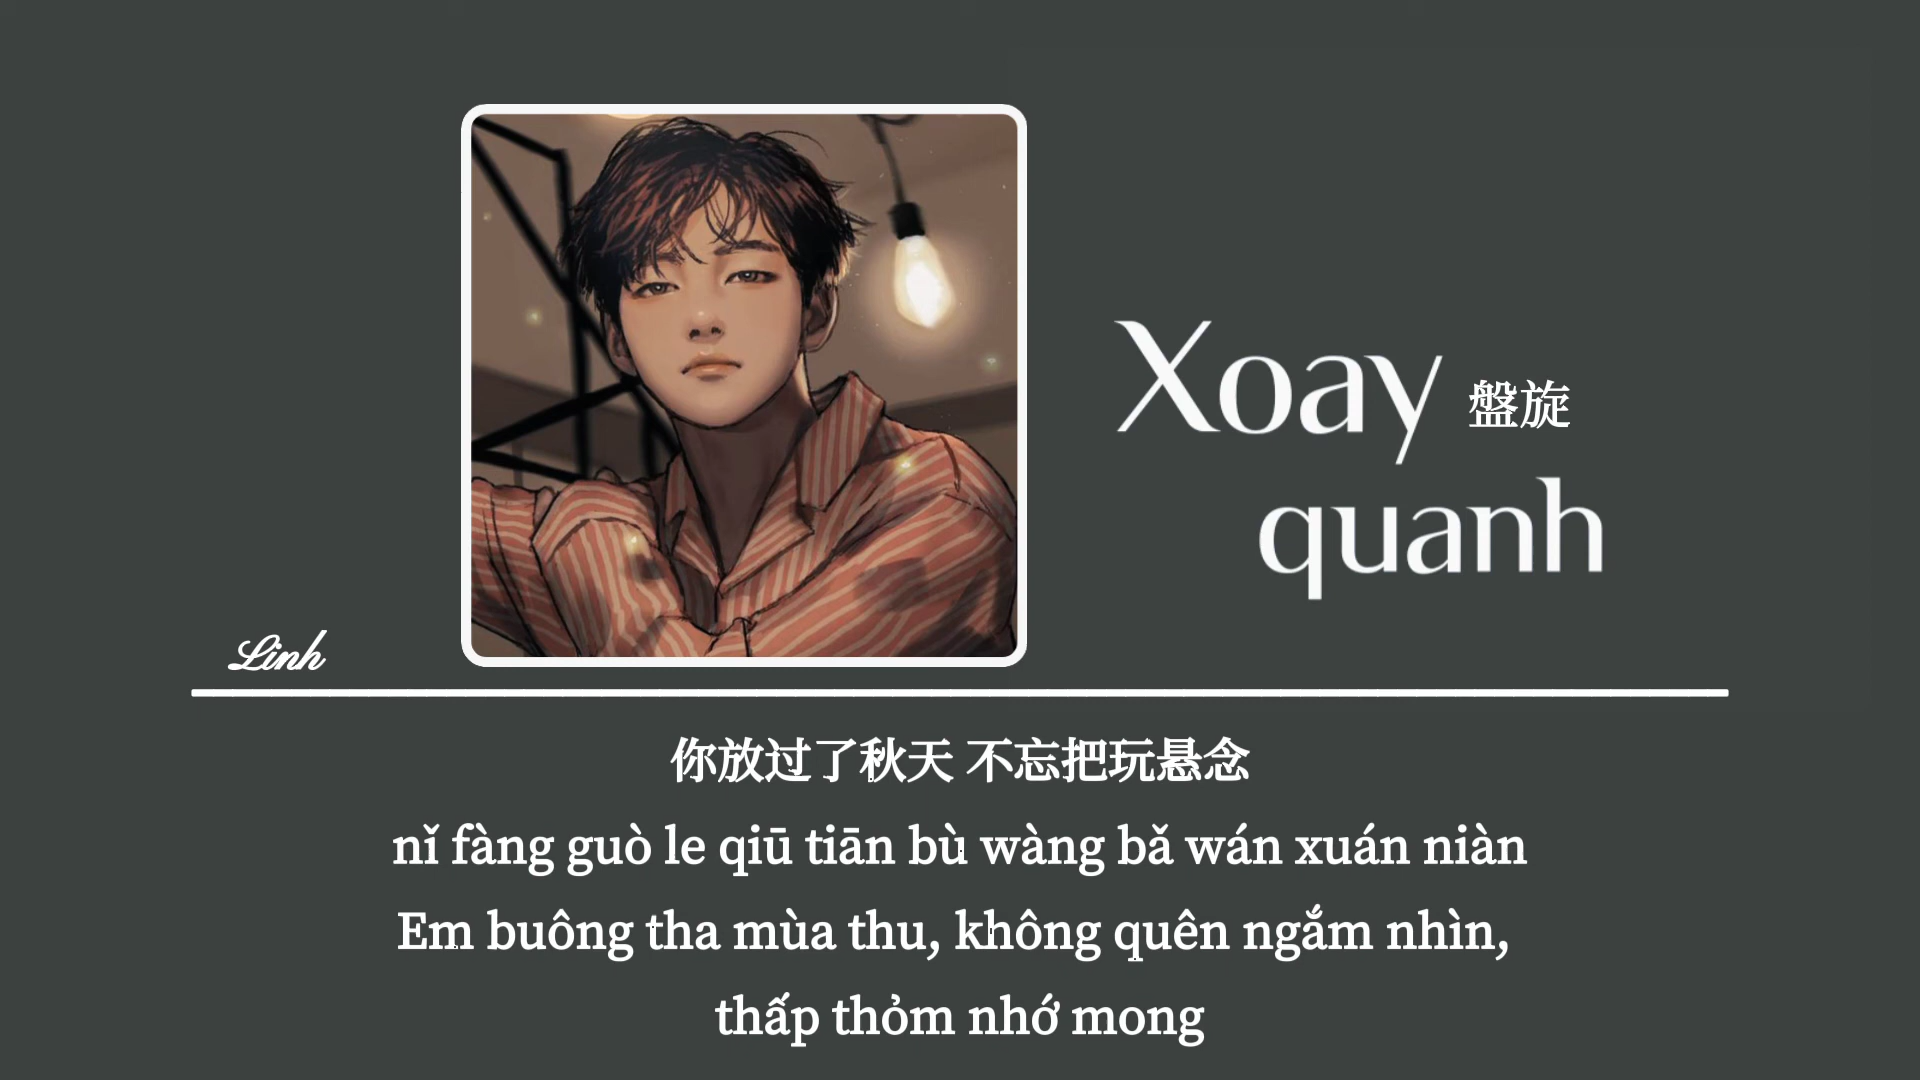 Xoay 盤旋
quanh
Linh
你放过了秋天 不忘把玩悬念
nǐ fàng guò le qiū tiān bù wàng bǎ wán xuán niàn
Em buông tha mùa thu, không quên ngắm nhìn,
thấp thỏm nhớ mong